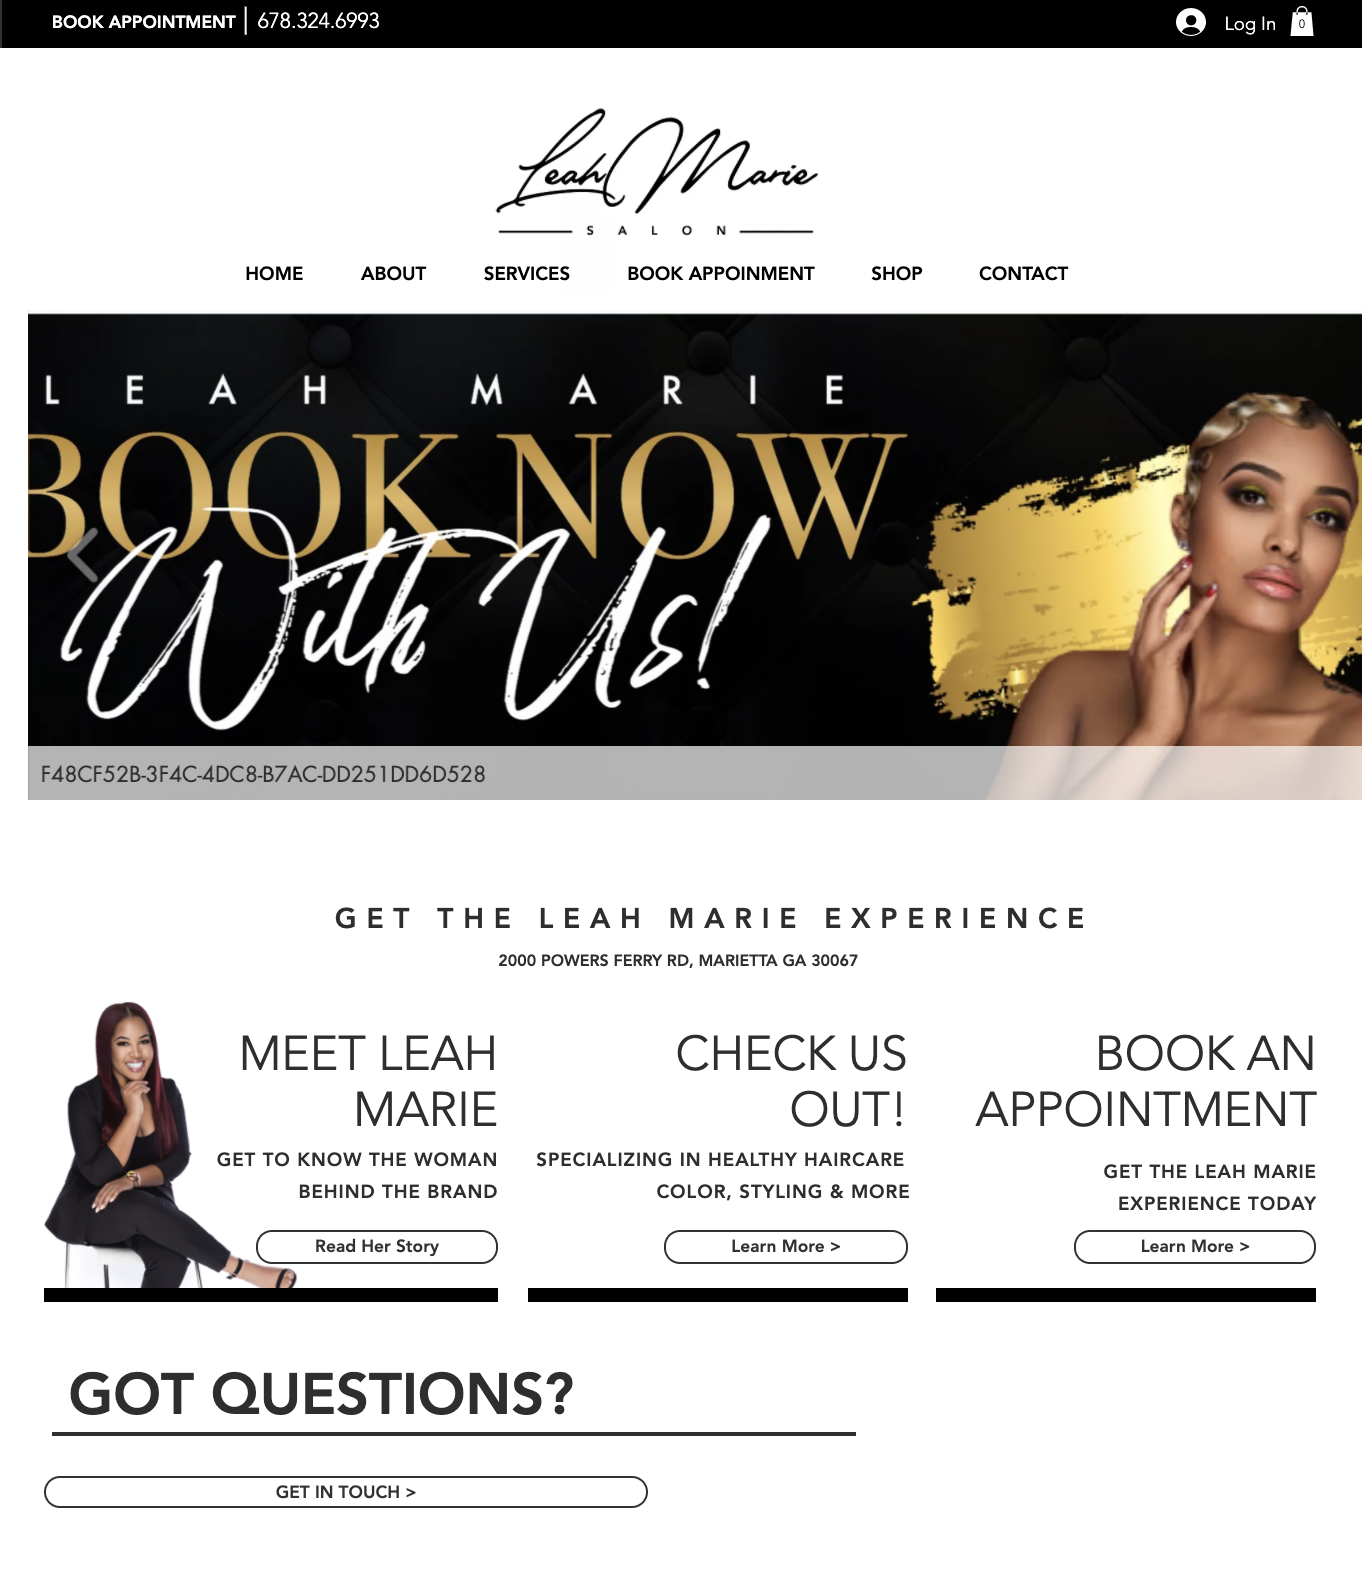 BOOK APPOINTMENT | 678.324.6993
Log In
0
Leah Marie
SALON
HOME ABOUT SERVICES BOOK APPOINMENT SHOP CONTACT
LEAH MARIE
BOOK NOW
With Us!
F48CF52B-3F4C-4DC8-B7AC-DD251DD6D528
GET THE LEAH MARIE EXPERIENCE
2000 POWERS FERRY RD, MARIETTA GA 30067
MEET LEAH
MARIE
GET TO KNOW THE WOMAN
BEHIND THE BRAND
Read Her Story
CHECK US
OUT!
SPECIALIZING IN HEALTHY HAIRCARE
COLOR, STYLING & MORE
Learn More >
BOOK AN
APPOINTMENT
GET THE LEAH MARIE
EXPERIENCE TODAY
Learn More >
GOT QUESTIONS?
GET IN TOUCH >